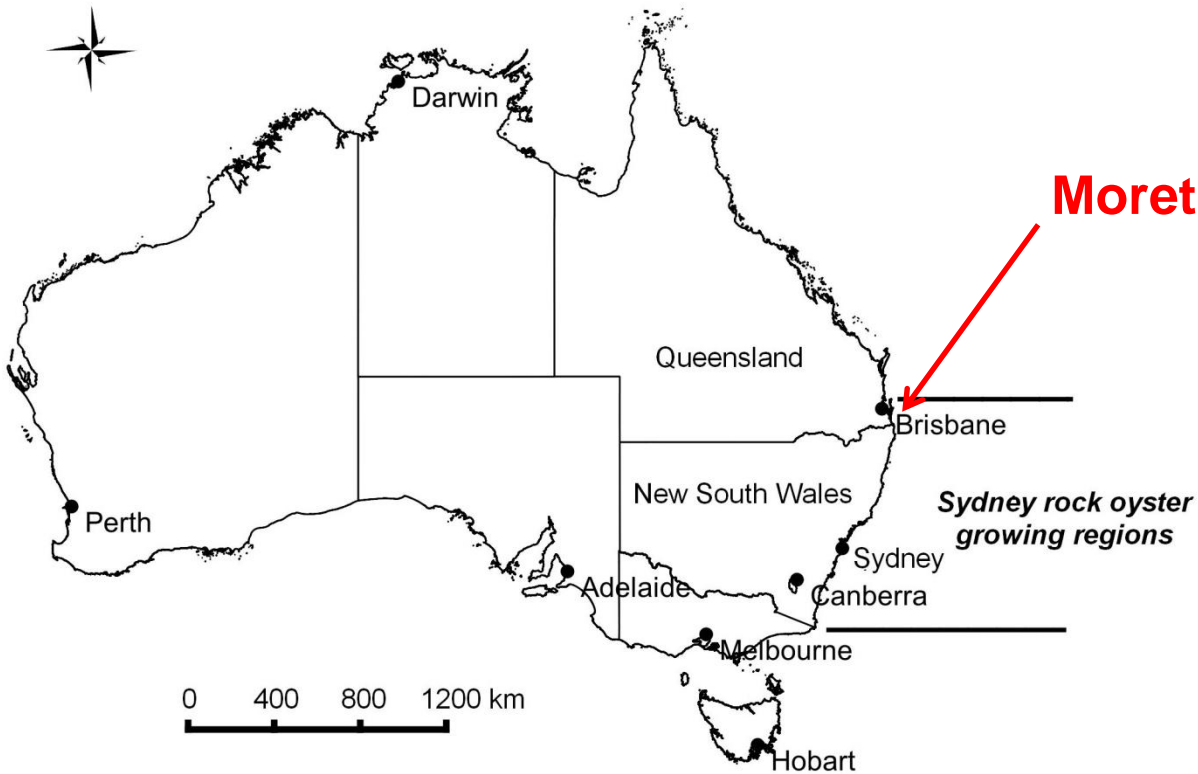 Darwin
Moret
Queensland
Brisbane
New South Wales
Sydney rock oyster
growing regions
Perth
Sydney
Adelaide
Canberra
Melbourne
0 400 800 1200 km
Hobart